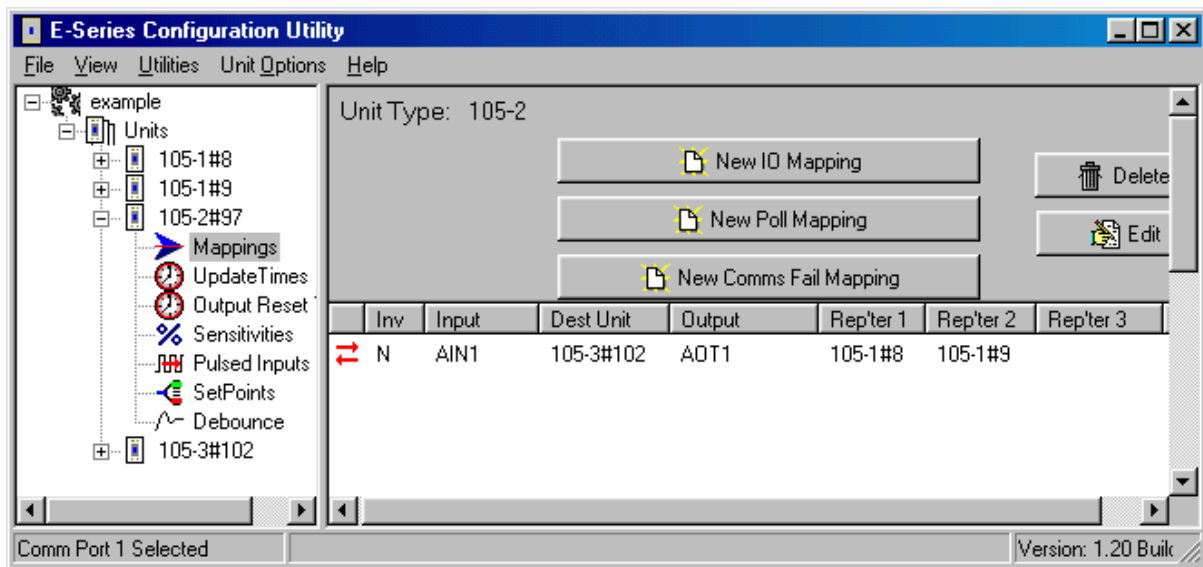 E-Series Configuration Utility
File View Utilities Unit Options Help
example
Units
105-1#8
105-1#9
105-2#97
Mappings
UpdateTimes
Output Reset
Sensitivities
Pulsed Inputs
SetPoints
Debounce
105-3#102
Unit Type: 105-2
New IO Mapping
Delete
New Poll Mapping
Edit
New Comms Fail Mapping
Inv Input Dest Unit Output Rep'ter 1 Rep'ter 2 Rep'ter 3
N AIN1 105-3#102 AOT1 105-1#8 105-1#9
Comm Port 1 Selected
Version: 1.20